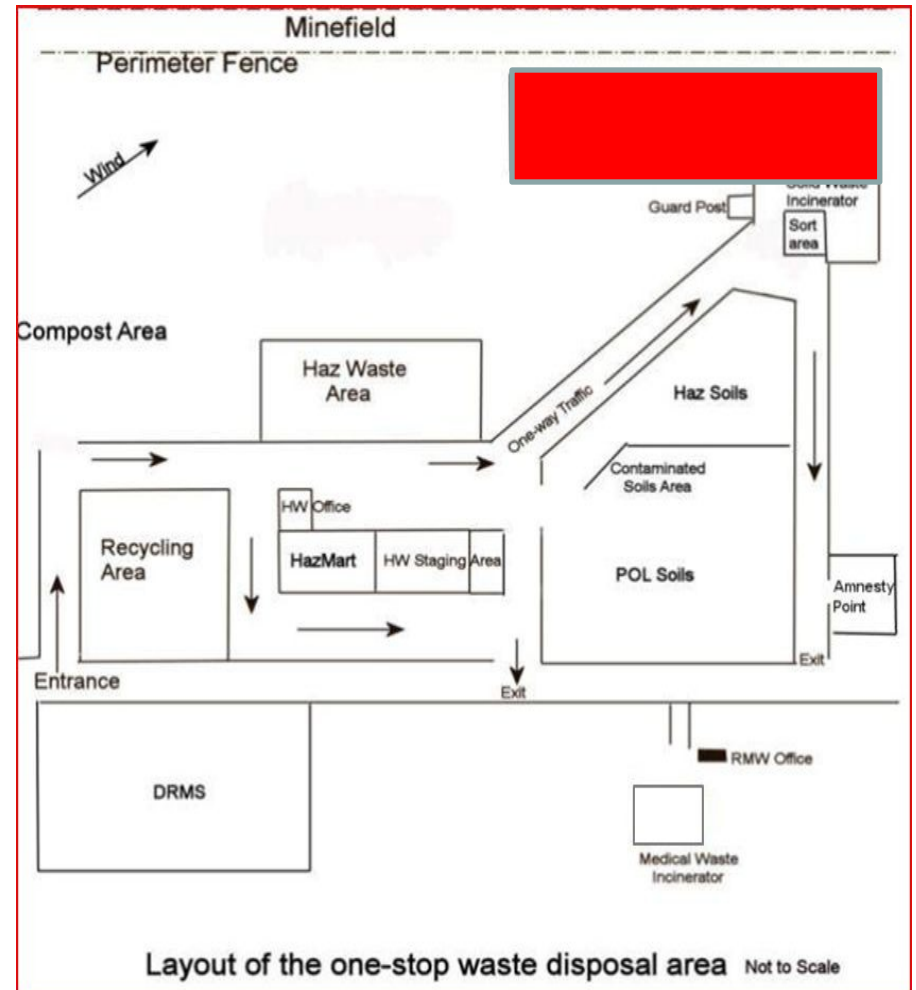 Minefield
Perimeter Fence
Wind
Solid Waste
Incinerator
Guard Post
Sort
area
Compost Area
Haz Waste
Area
One-way Traffic
Haz Soils
Contaminated
Soils Area
HW Office
Recycling
Area
HazMart
HW Staging Area
POL Soils
Amnesty
Point
Entrance
Exit
Exit
RMW Office
DRMS
Medical Waste
Incinerator
Layout of the one-stop waste disposal area
Not to Scale